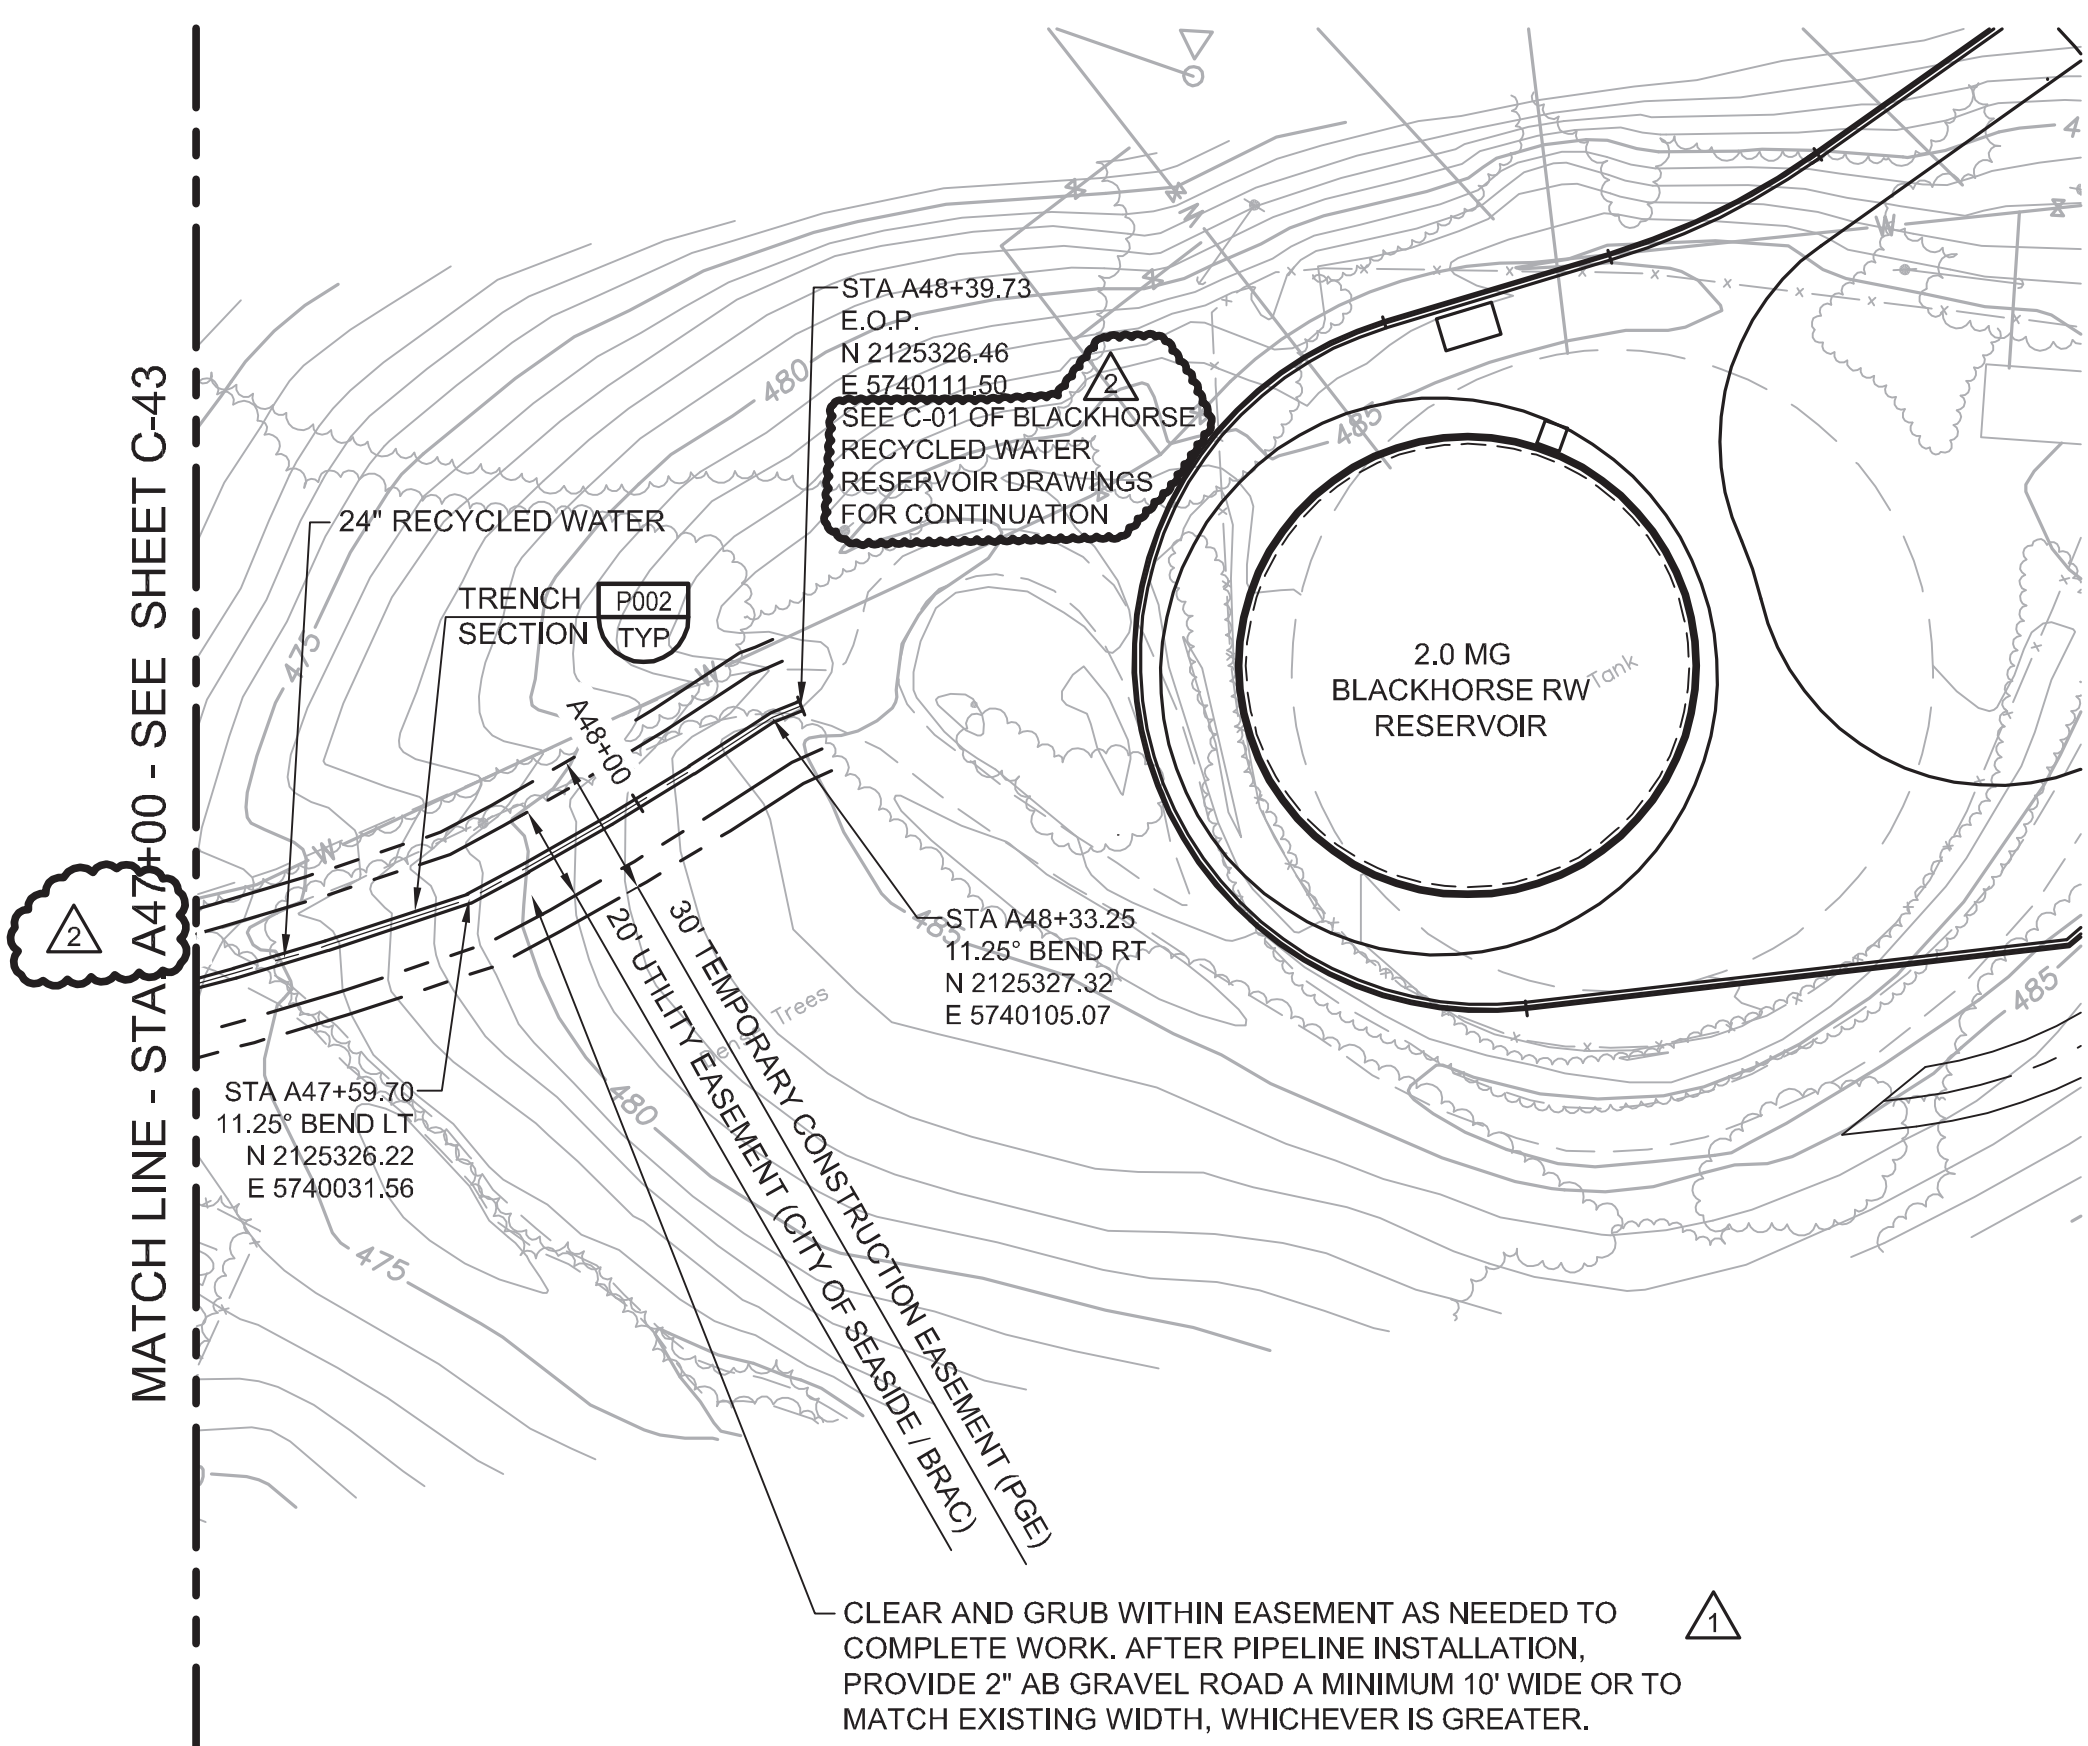 MATCH LINE - STA A47+00 - SEE SHEET C-43
STA A48+39.73
E.O.P.
N 2125326.46
E 5740111.50
2
SEE C-01 OF BLACKHORSE
RECYCLED WATER
RESERVOIR DRAWINGS
FOR CONTINUATION
480
485
W
W
24" RECYCLED WATER
TRENCH
SECTION
P002
TYP
475
W
A48+00
W
2.0 MG
BLACKHORSE RW
RESERVOIR
Tank
2
STA A48+33.25
11.25° BEND RT
N 2125327.32
E 5740105.07
485
485
30' TEMPORARY CONSTRUCTION EASEMENT (PGE)
20' UTILITY EASEMENT (CITY OF SEASIDE / BRAC)
Trees
480
STA A47+59.70
11.25° BEND LT
N 2125326.22
E 5740031.56
475
CLEAR AND GRUB WITHIN EASEMENT AS NEEDED TO
COMPLETE WORK. AFTER PIPELINE INSTALLATION,
PROVIDE 2" AB GRAVEL ROAD A MINIMUM 10' WIDE OR TO
MATCH EXISTING WIDTH, WHICHEVER IS GREATER.
1